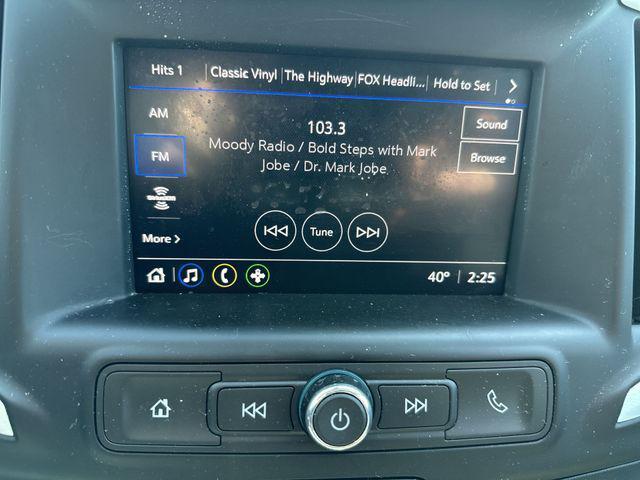 Hits 1 Classic Vinyl The Highway FOX Headli... Hold to Set
AM
103.3
Sound
Moody Radio / Bold Steps with Mark
Jobe / Dr. Mark Jobe
FM
Browse
Tune
More
40° 2:25